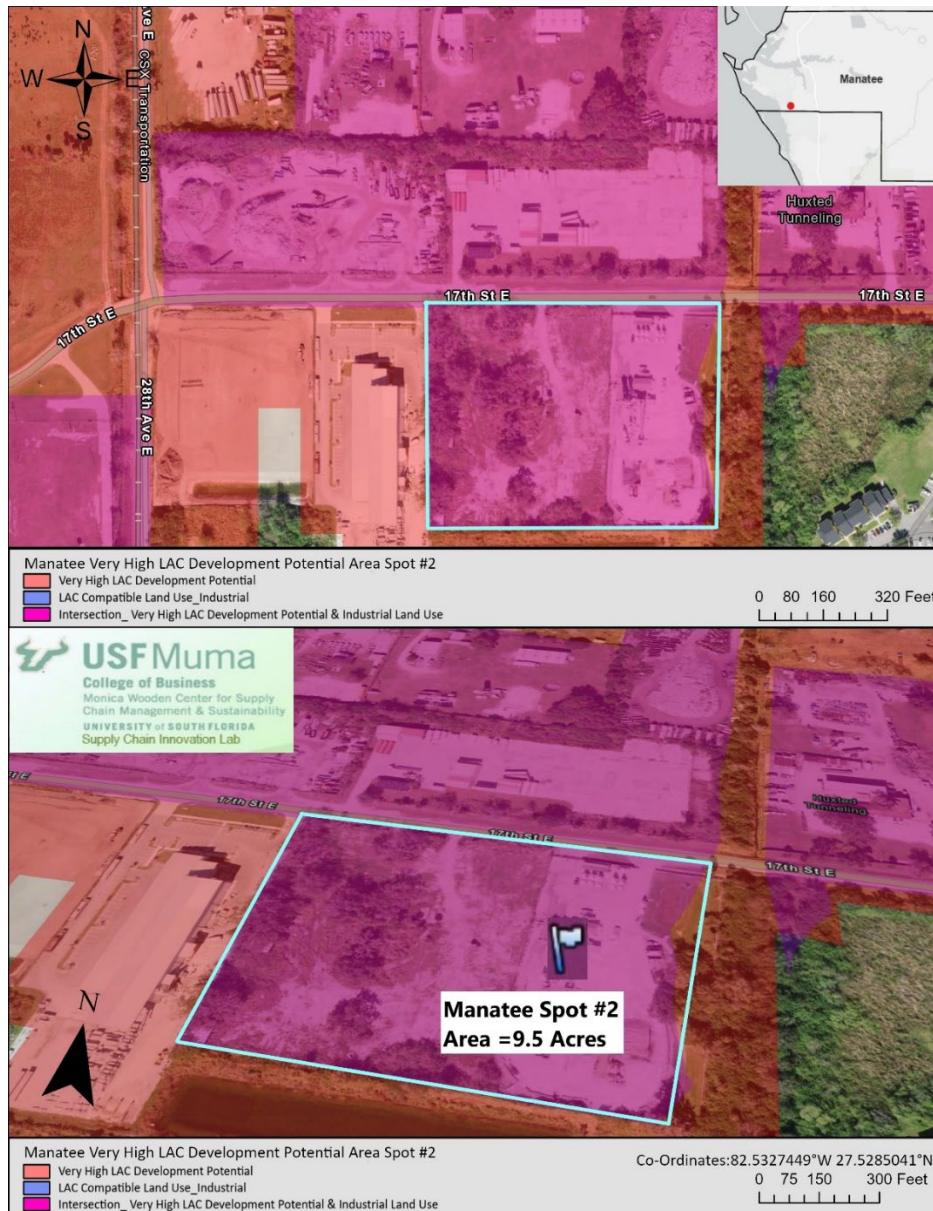 N
W
E
S
Ave E
CSX Transportation
Manatee
Huxted
Tunneling
17th St E
17th St E
17th St E
28th Ave E
Manatee Very High LAC Development Potential Area Spot #2
Very High LAC Development Potential
LAC Compatible Land Use_Industrial
Intersection_ Very High LAC Development Potential & Industrial Land Use
0 80 160 320 Feet
USF Muma
College of Business
Monica Wooden Center for Supply
Chain Management & Sustainability
UNIVERSITY of SOUTH FLORIDA
Supply Chain Innovation Lab
17th St E
17th St E
17th St E
Huxted
Tunneling
N
Manatee Spot #2
Area =9.5 Acres
Manatee Very High LAC Development Potential Area Spot #2
Very High LAC Development Potential
LAC Compatible Land Use_Industrial
Intersection_ Very High LAC Development Potential & Industrial Land Use
Co-Ordinates:82.5327449°W 27.5285041°N
0 75 150 300 Feet